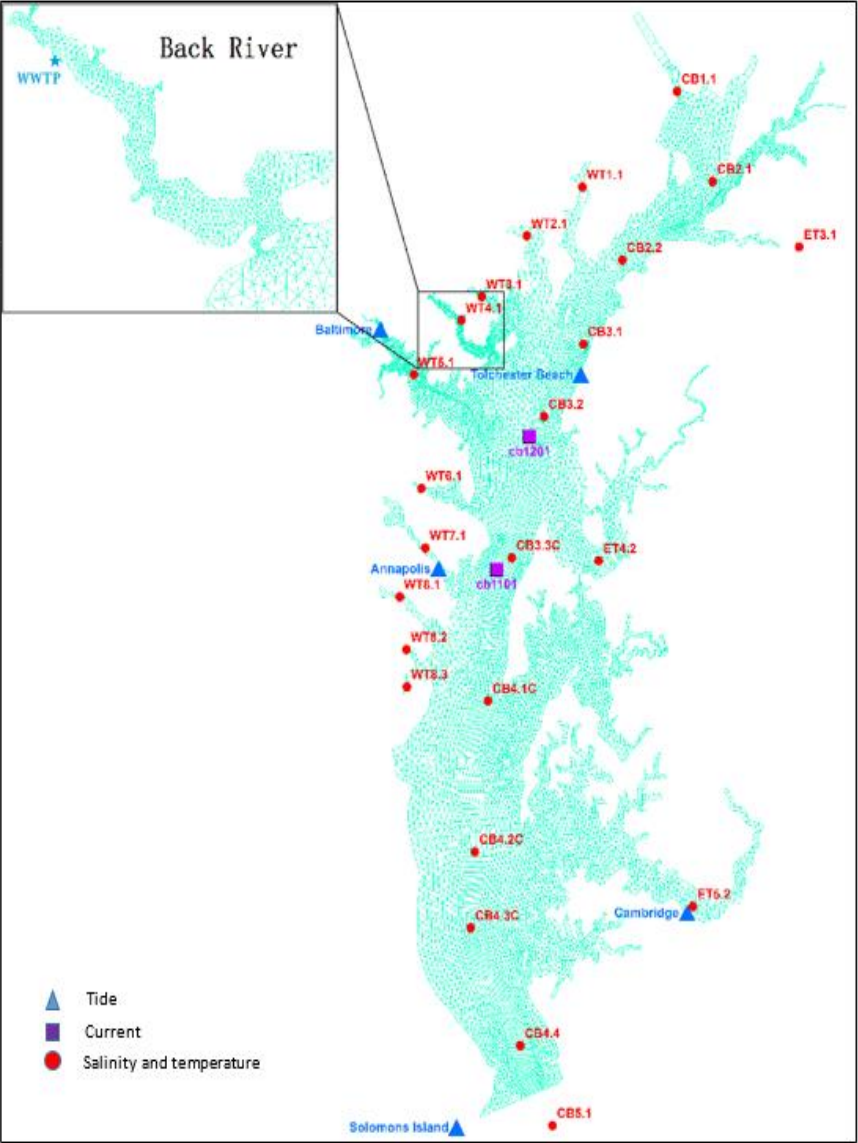 Back River
WWTP
CB1.1
CB2.1
WT1.1
WT2.1
ET3.1
CB2.2
WT3.1
WT4.1
Baltimore
CB3.1
WT5.1
Tolchester Beach
CB3.2
cb1201
WT6.1
WT7.1
CB3.3C
ET4.2
Annapolis
cb1101
WT8.1
WT8.2
WT8.3
CB4.1C
CB4.2C
ET5.2
Cambridge
CB4.3C
Tide
Current
CB4.4
Salinity and temperature
CB5.1
Solomons Island